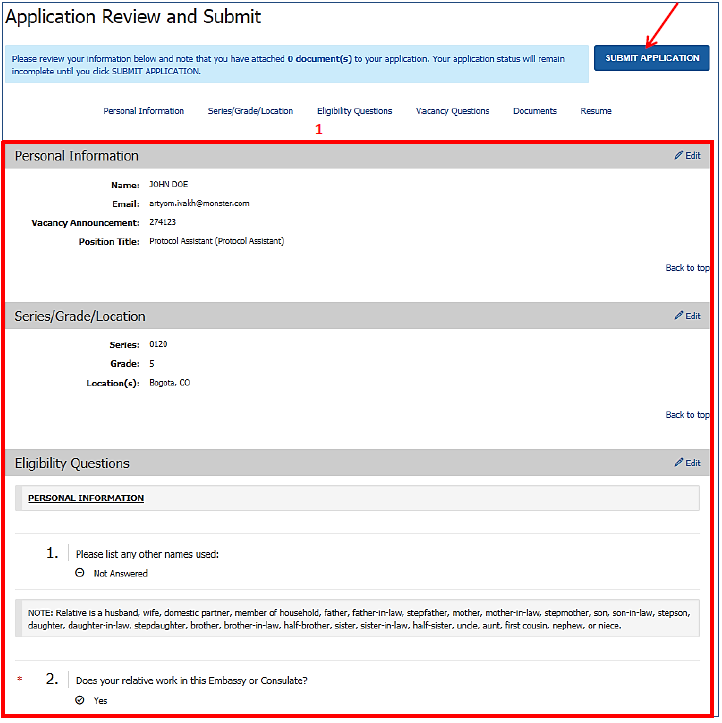 Application Review and Submit
Please review your information below and note that you have attached 0 document(s) to your application. Your application status will remain
incomplete until you click SUBMIT APPLICATION.
SUBMIT APPLICATION
Personal Information Series/Grade/Location Eligibility Questions Vacancy Questions Documents Resume
1
Personal Information Edit
Name: JOHN DOE
Email: artyom.ivakh@monster.com
Vacancy Announcement: 274123
Position Title: Protocol Assistant (Protocol Assistant)
Back to top
Series/Grade/Location Edit
Series: 0120
Grade: 5
Location(s): Bogota, CO
Back to top
Eligibility Questions Edit
PERSONAL INFORMATION
1. Please list any other names used:
Not Answered
NOTE: Relative is a husband, wife, domestic partner, member of household, father, father-in-law, stepfather, mother, mother-in-law, stepmother, son, son-in-law, stepson,
daughter, daughter-in-law, stepdaughter, brother, brother-in-law, half-brother, sister, sister-in-law, half-sister, uncle, aunt, first cousin, nephew, or niece.
* 2. Does your relative work in this Embassy or Consulate?
Yes